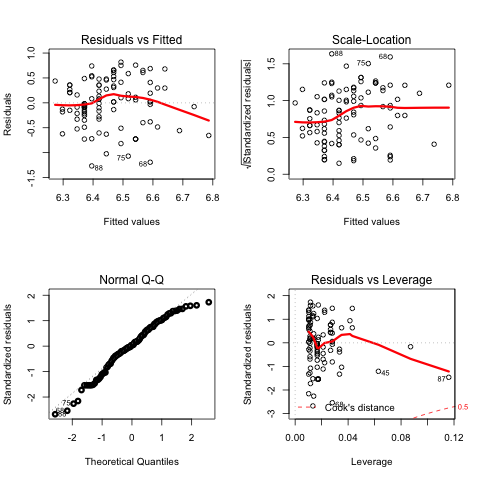 Residuals vs Fitted
Residuals
1.0
0.5
0.0
-0.5
-1.5
75
68
88
6.3 6.4 6.5 6.6 6.7 6.8
Fitted values
Scale-Location
√|Standardized residuals|
1.5
1.0
0.5
0.0
88
75
68
6.3 6.4 6.5 6.6 6.7 6.8
Fitted values
Normal Q-Q
Standardized residuals
2
1
0
-1
-2
75
88
-2 -1 0 1 2
Theoretical Quantiles
Residuals vs Leverage
Standardized residuals
2
1
0
-1
-2
-3
45
87
Cook's distance
0.5
0.00 0.04 0.08 0.12
Leverage